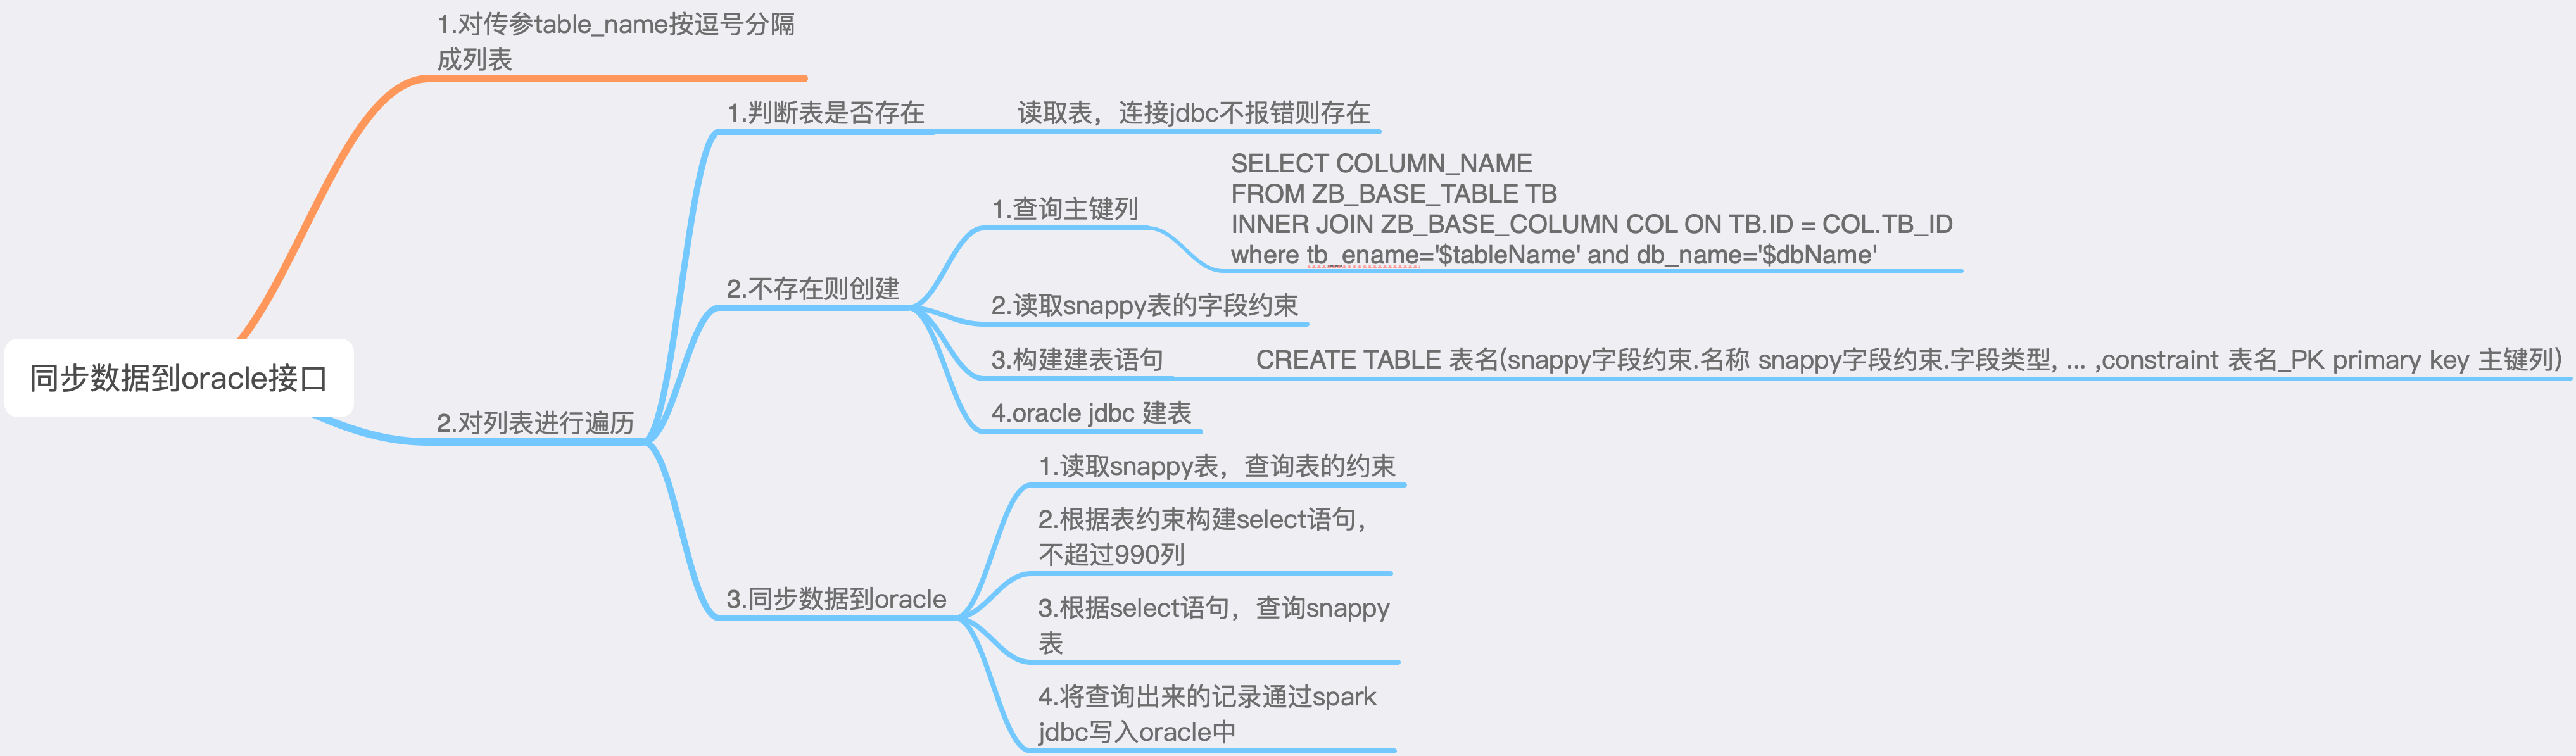 同步数据到oracle接口
1.对传参table_name按逗号分隔
成列表
2.对列表进行遍历
1.判断表是否存在
读取表，连接jdbc不报错则存在
2.不存在则创建
1.查询主键列
SELECT COLUMN_NAME
FROM ZB_BASE_TABLE TB
INNER JOIN ZB_BASE_COLUMN COL ON TB.ID = COL.TB_ID
where tb_ename='$tableName' and db_name='$dbName'
2.读取snappy表的字段约束
3.构建建表语句
CREATE TABLE 表名(snappy字段约束.名称 snappy字段约束.字段类型, ... ,constraint 表名_PK primary key 主键列)
4.oracle jdbc 建表
3.同步数据到oracle
1.读取snappy表，查询表的约束
2.根据表约束构建select语句，
不超过990列
3.根据select语句，查询snappy
表
4.将查询出来的记录通过spark
jdbc写入oracle中